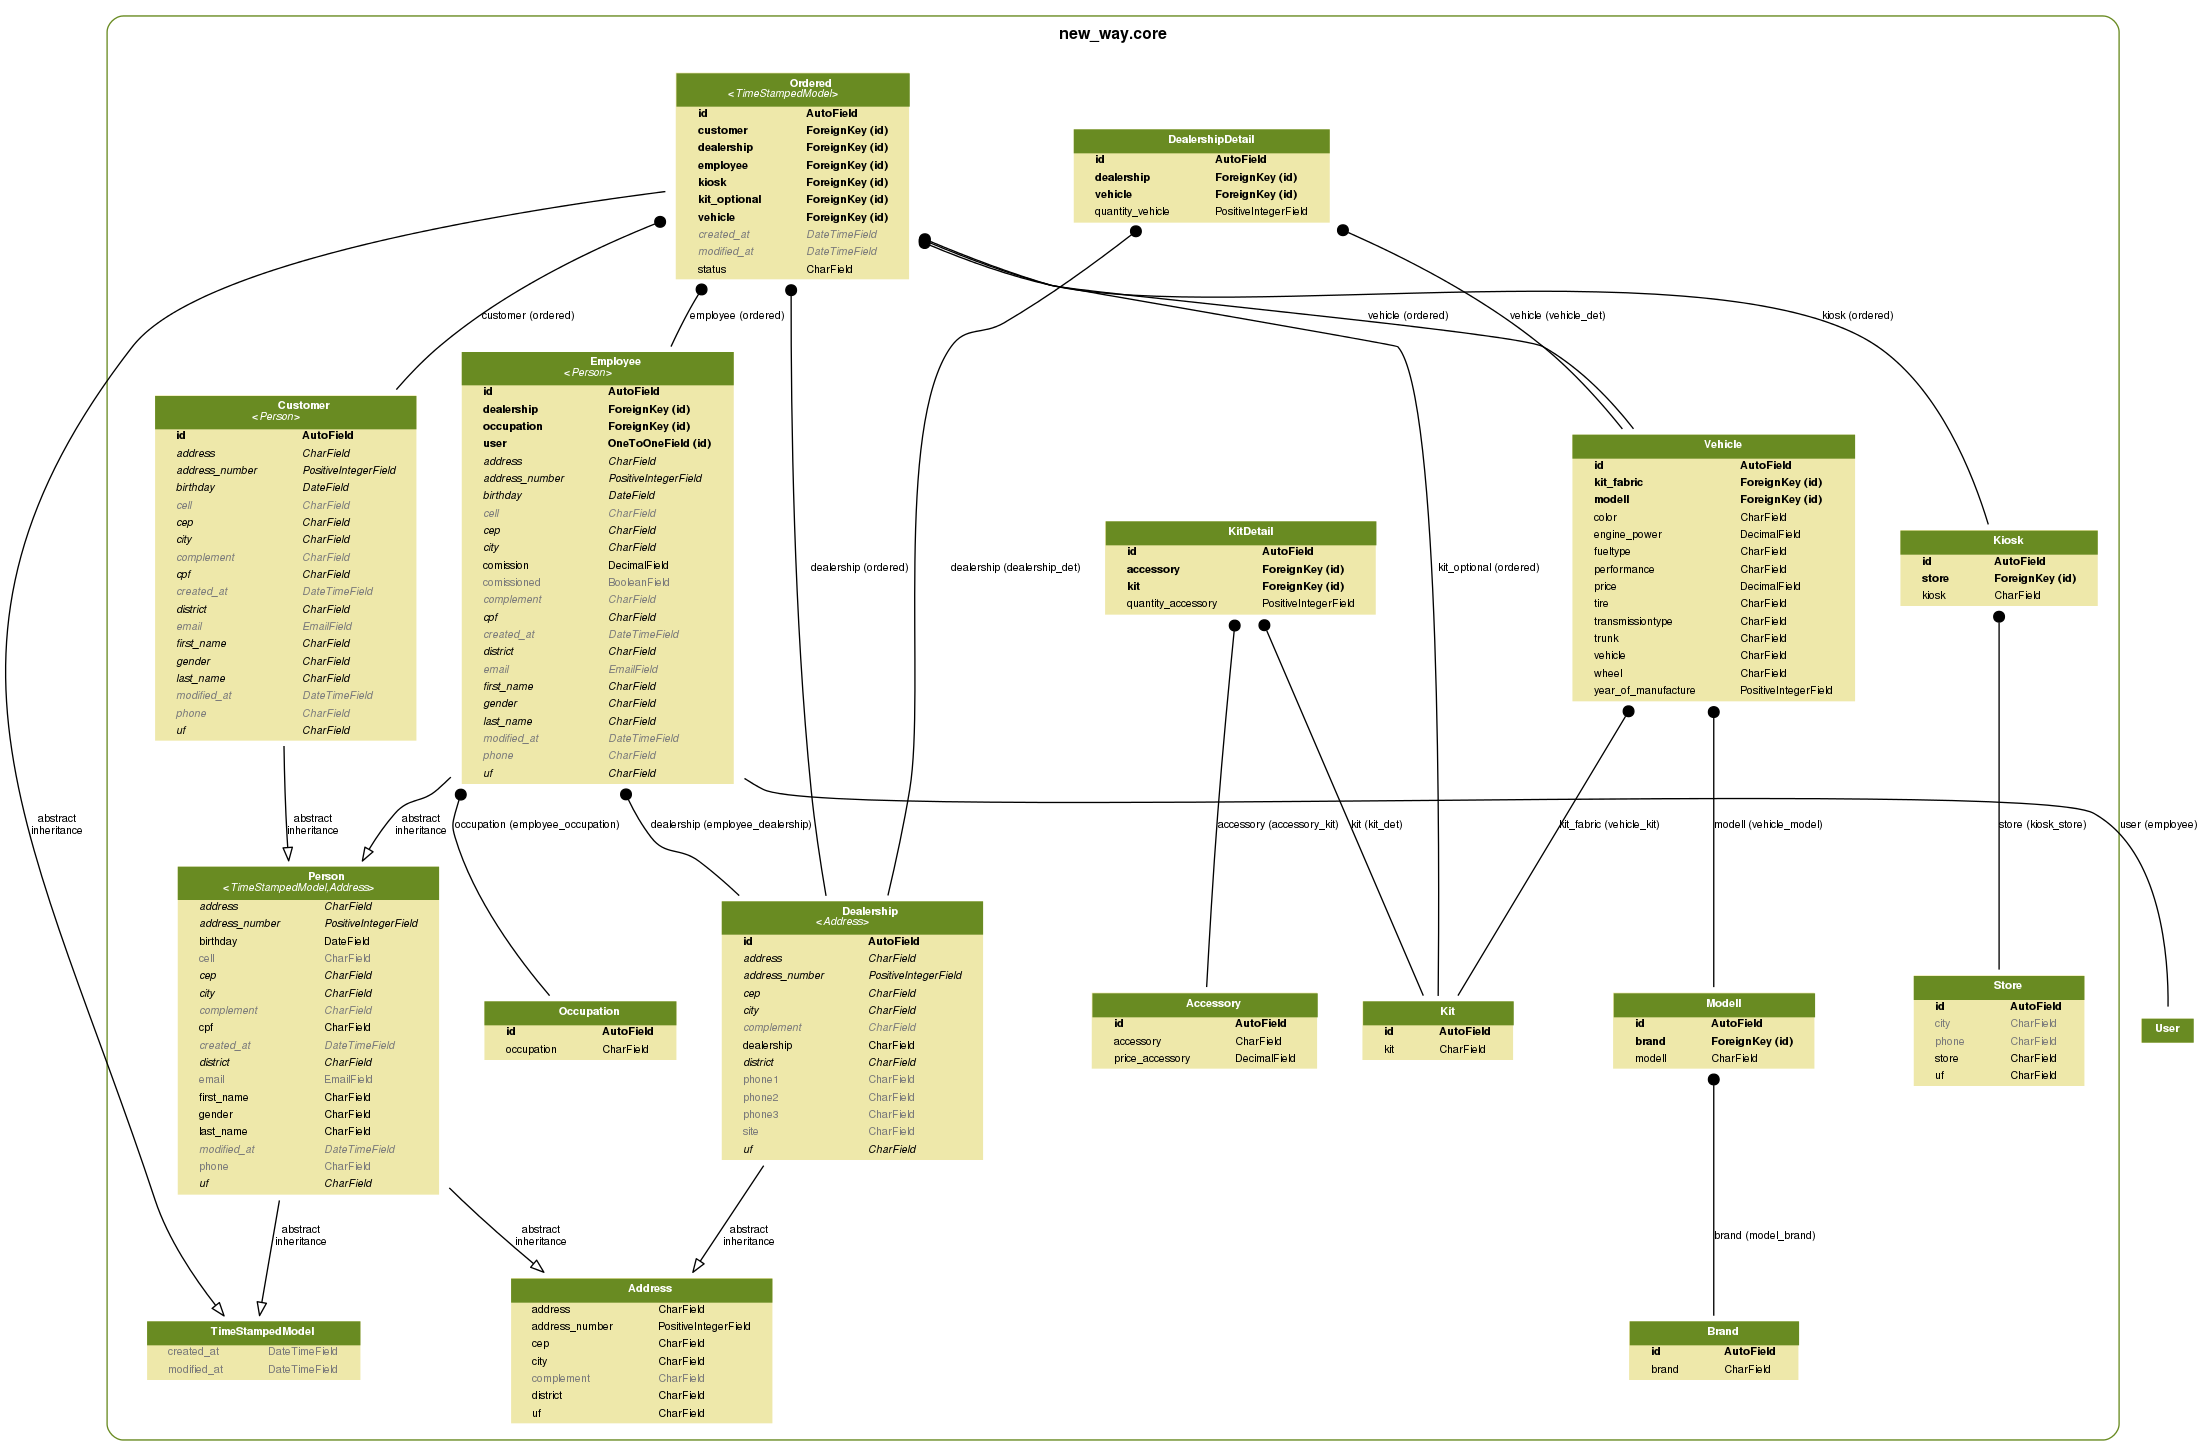 new_way.core
Ordered
<TimeStampedModel>
id AutoField
customer ForeignKey (id)
dealership ForeignKey (id)
employee ForeignKey (id)
kiosk ForeignKey (id)
kit_optional ForeignKey (id)
vehicle ForeignKey (id)
created_at DateTimeField
modified_at DateTimeField
status CharField
DealershipDetail
id AutoField
dealership ForeignKey (id)
vehicle ForeignKey (id)
quantity_vehicle PositiveIntegerField
customer (ordered)
employee (ordered)
vehicle (ordered)
vehicle (vehicle_det)
kiosk (ordered)
Customer
<Person>
id AutoField
address CharField
address_number PositiveIntegerField
birthday DateField
cell CharField
cep CharField
city CharField
complement CharField
cpf CharField
created_at DateTimeField
district CharField
email EmailField
first_name CharField
gender CharField
last_name CharField
modified_at DateTimeField
phone CharField
uf CharField
Employee
<Person>
id AutoField
dealership ForeignKey (id)
occupation ForeignKey (id)
user OneToOneField (id)
address CharField
address_number PositiveIntegerField
birthday DateField
cell CharField
cep CharField
city CharField
comission DecimalField
comissioned BooleanField
complement CharField
cpf CharField
created_at DateTimeField
district CharField
email EmailField
first_name CharField
gender CharField
last_name CharField
modified_at DateTimeField
phone CharField
uf CharField
dealership (ordered)
dealership (dealership_det)
KitDetail
id AutoField
accessory ForeignKey (id)
kit ForeignKey (id)
quantity_accessory PositiveIntegerField
kit_optional (ordered)
Vehicle
id AutoField
kit_fabric ForeignKey (id)
modell ForeignKey (id)
color CharField
engine_power DecimalField
fueltype CharField
performance CharField
price DecimalField
tire CharField
transmissiontype CharField
trunk CharField
vehicle CharField
wheel CharField
year_of_manufacture PositiveIntegerField
Kiosk
id AutoField
store ForeignKey (id)
kiosk CharField
abstract
inheritance
abstract
inheritance
abstract
inheritance
occupation (employee_occupation)
dealership (employee_dealership)
accessory (accessory_kit)
kit (kit_det)
kit_fabric (vehicle_kit)
modell (vehicle_model)
store (kiosk_store)
user (employee)
Person
<TimeStampedModel,Address>
address CharField
address_number PositiveIntegerField
birthday DateField
cell CharField
cep CharField
city CharField
complement CharField
cpf CharField
created_at DateTimeField
district CharField
email EmailField
first_name CharField
gender CharField
last_name CharField
modified_at DateTimeField
phone CharField
uf CharField
Occupation
id AutoField
occupation CharField
Dealership
<Address>
id AutoField
address CharField
address_number PositiveIntegerField
cep CharField
city CharField
complement CharField
dealership CharField
district CharField
phone1 CharField
phone2 CharField
phone3 CharField
site CharField
uf CharField
Accessory
id AutoField
accessory CharField
price_accessory DecimalField
Kit
id AutoField
kit CharField
Modell
id AutoField
brand ForeignKey (id)
modell CharField
Store
id AutoField
city CharField
phone CharField
store CharField
uf CharField
User
abstract
inheritance
abstract
inheritance
abstract
inheritance
brand (model_brand)
TimeStampedModel
created_at DateTimeField
modified_at DateTimeField
Address
address CharField
address_number PositiveIntegerField
cep CharField
city CharField
complement CharField
district CharField
uf CharField
Brand
id AutoField
brand CharField